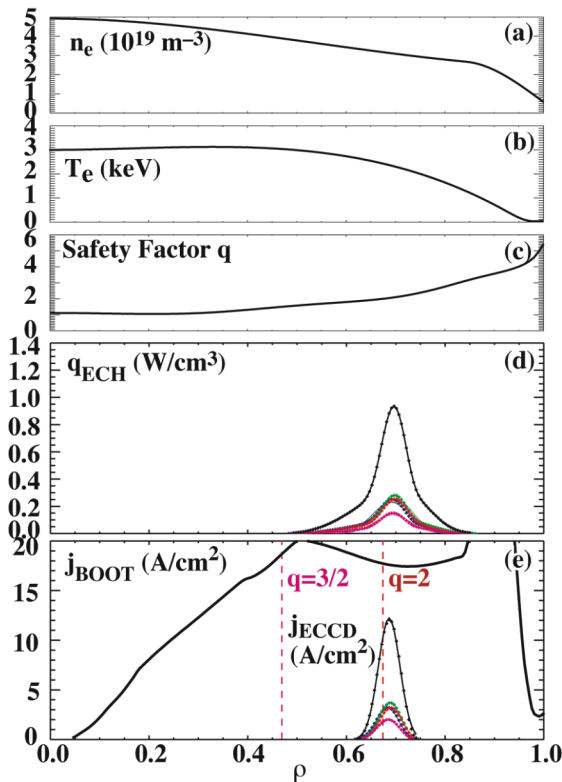 5
4
3
2
1
0
n_e (10^19 m^−3)
(a)
4
3
2
1
0
T_e (keV)
(b)
6
4
2
0
Safety Factor q
(c)
1.4
1.2
1.0
0.8
0.6
0.4
0.2
0.0
q_ECH (W/cm^3)
(d)
20
15
10
5
0
j_BOOT (A/cm^2)
(e)
q=3/2
q=2
j_ECCD
(A/cm^2)
0.0 0.2 0.4 0.6 0.8 1.0
ρ